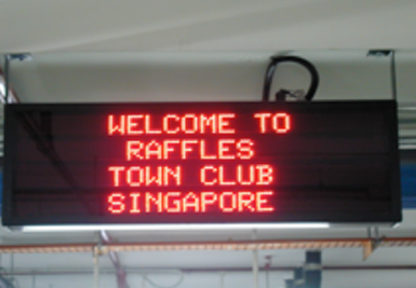 WELCOME TO
RAFFLES
TOWN CLUB
SINGAPORE